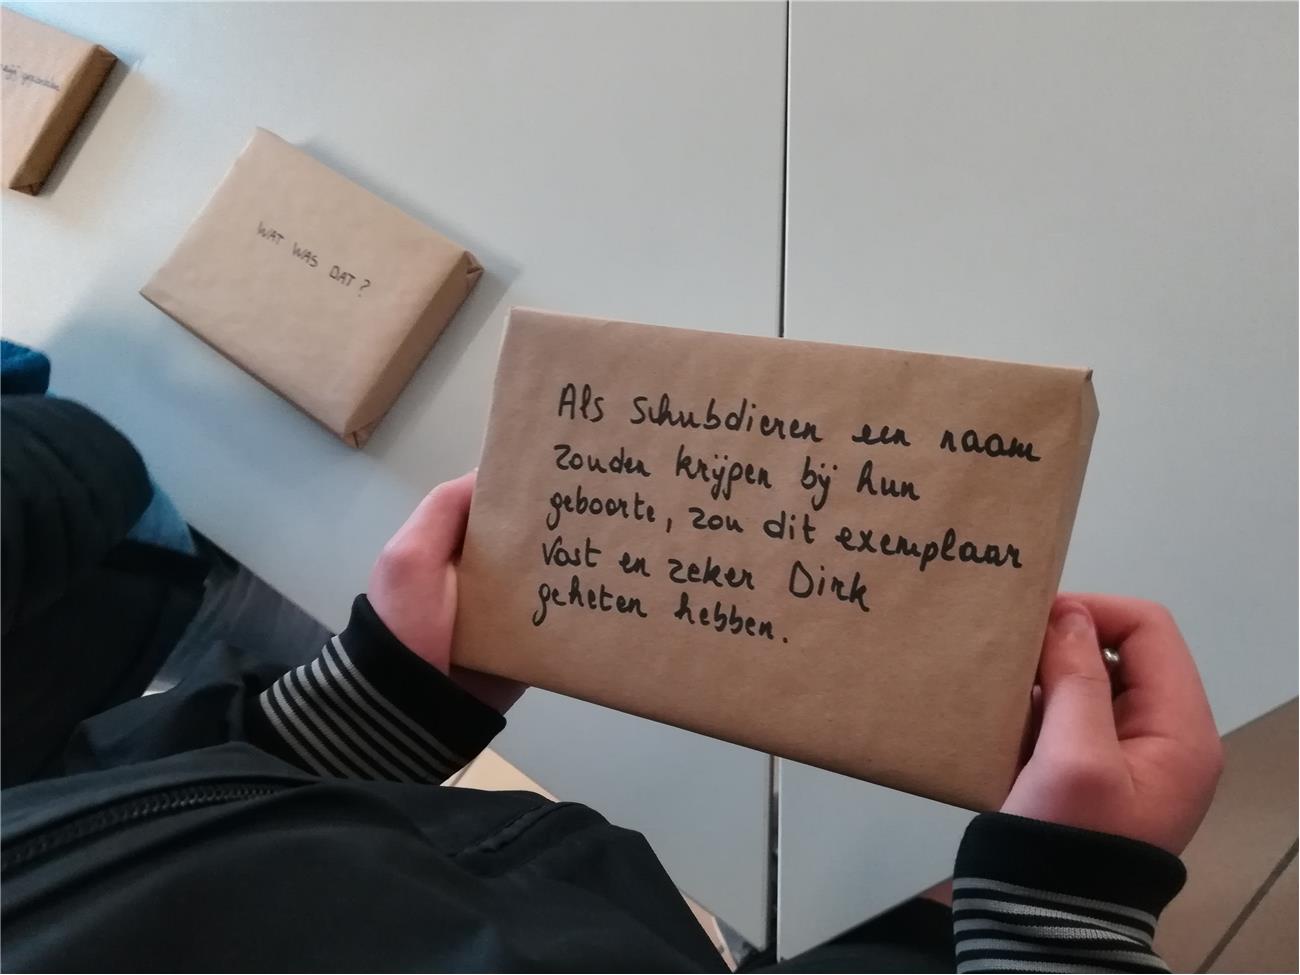 WAT WAS DAT?
Als schubdieren een naam
zouden krijgen bij hun
geboorte, zou dit exemplaar
vast en zeker Dirk
geheten hebben.